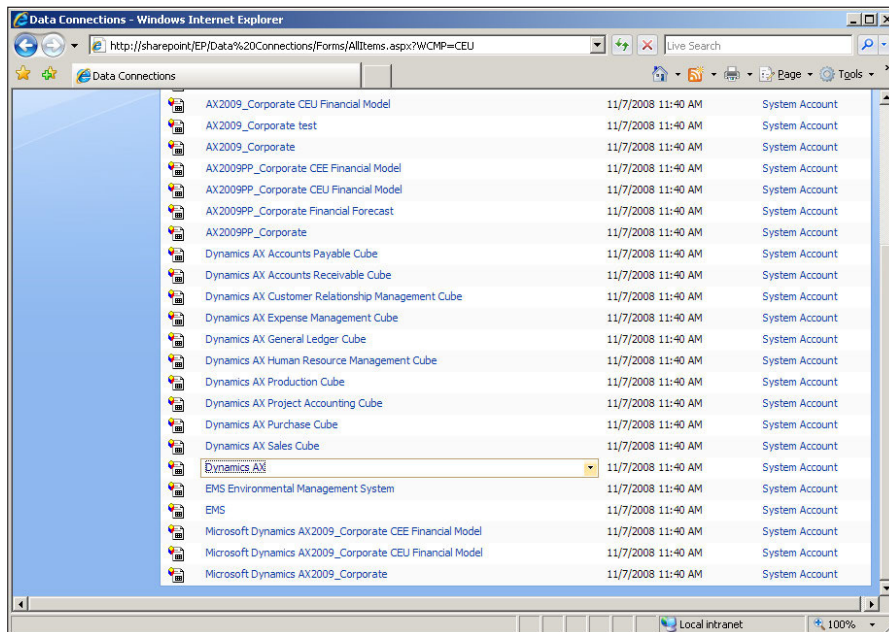 Data Connections - Windows Internet Explorer
http://sharepoint/EP/Data%20Connections/Forms/AllItems.aspx?WCMP=CEU
Live Search
Data Connections
Page
Tools
AX2009_Corporate CEU Financial Model 11/7/2008 11:40 AM System Account
AX2009_Corporate test 11/7/2008 11:40 AM System Account
AX2009_Corporate 11/7/2008 11:40 AM System Account
AX2009PP_Corporate CEE Financial Model 11/7/2008 11:40 AM System Account
AX2009PP_Corporate CEU Financial Model 11/7/2008 11:40 AM System Account
AX2009PP_Corporate Financial Forecast 11/7/2008 11:40 AM System Account
AX2009PP_Corporate 11/7/2008 11:40 AM System Account
Dynamics AX Accounts Payable Cube 11/7/2008 11:40 AM System Account
Dynamics AX Accounts Receivable Cube 11/7/2008 11:40 AM System Account
Dynamics AX Customer Relationship Management Cube 11/7/2008 11:40 AM System Account
Dynamics AX Expense Management Cube 11/7/2008 11:40 AM System Account
Dynamics AX General Ledger Cube 11/7/2008 11:40 AM System Account
Dynamics AX Human Resource Management Cube 11/7/2008 11:40 AM System Account
Dynamics AX Production Cube 11/7/2008 11:40 AM System Account
Dynamics AX Project Accounting Cube 11/7/2008 11:40 AM System Account
Dynamics AX Purchase Cube 11/7/2008 11:40 AM System Account
Dynamics AX Sales Cube 11/7/2008 11:40 AM System Account
Dynamics AX 11/7/2008 11:40 AM System Account
EMS Environmental Management System 11/7/2008 11:40 AM System Account
EMS 11/7/2008 11:40 AM System Account
Microsoft Dynamics AX2009_Corporate CEE Financial Model 11/7/2008 11:40 AM System Account
Microsoft Dynamics AX2009_Corporate CEU Financial Model 11/7/2008 11:40 AM System Account
Microsoft Dynamics AX2009_Corporate 11/7/2008 11:40 AM System Account
Local intranet
100%